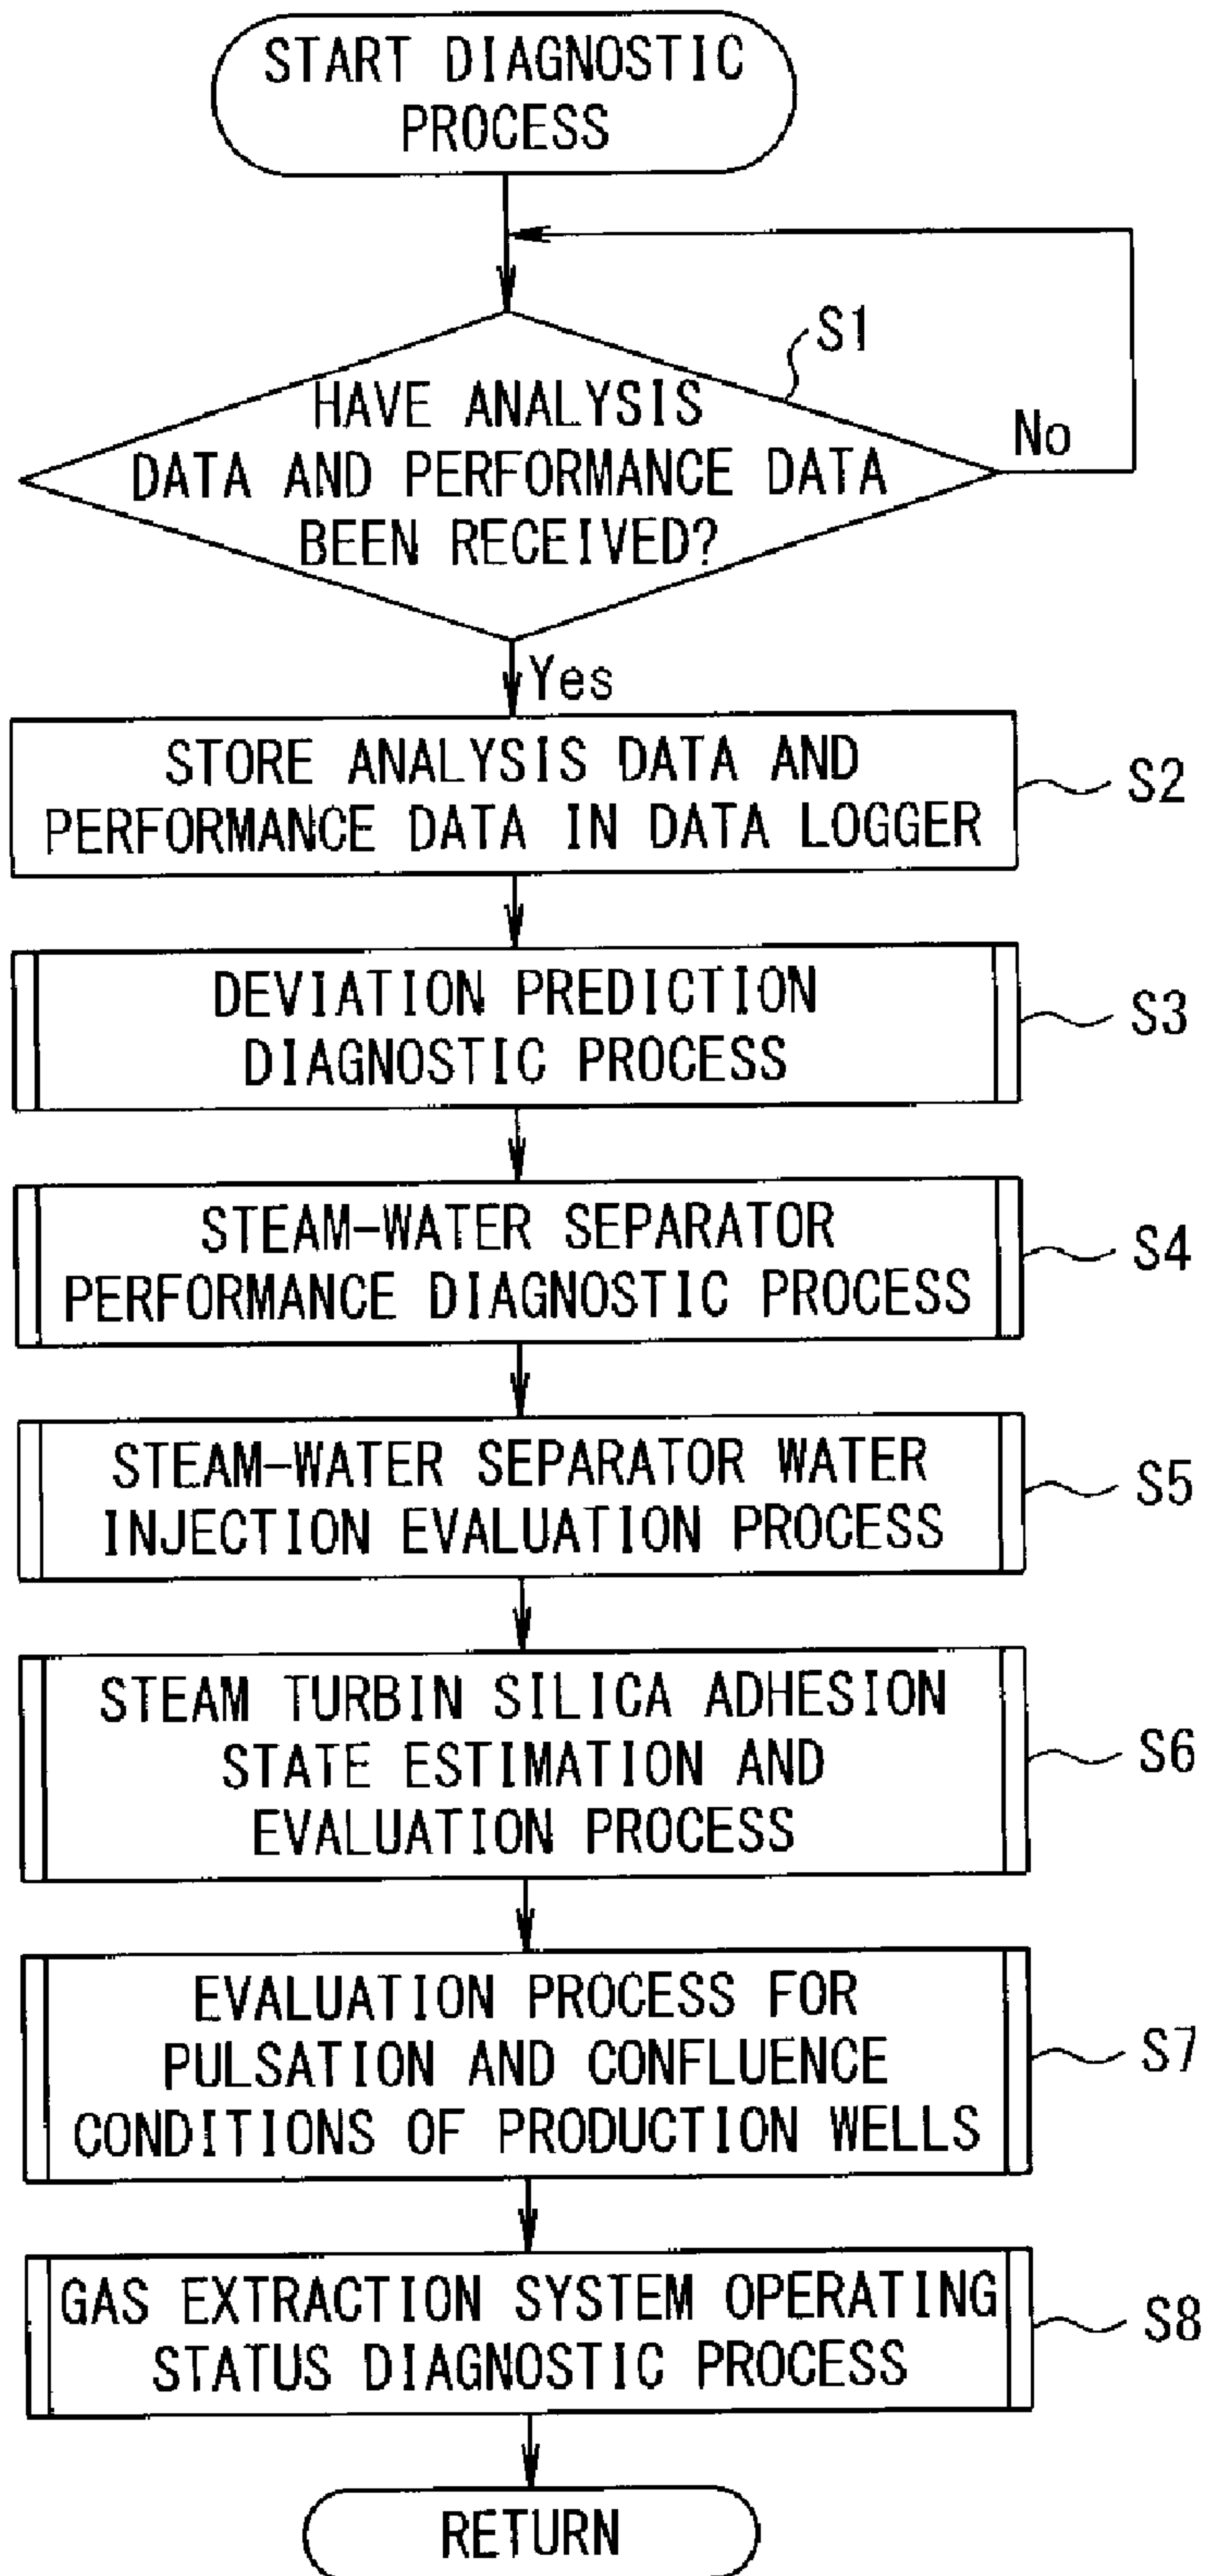 START DIAGNOSTIC
PROCESS
S1
HAVE ANALYSIS
DATA AND PERFORMANCE DATA
BEEN RECEIVED?
No
Yes
STORE ANALYSIS DATA AND
PERFORMANCE DATA IN DATA LOGGER
S2
DEVIATION PREDICTION
DIAGNOSTIC PROCESS
S3
STEAM-WATER SEPARATOR
PERFORMANCE DIAGNOSTIC PROCESS
S4
STEAM-WATER SEPARATOR WATER
INJECTION EVALUATION PROCESS
S5
STEAM TURBIN SILICA ADHESION
STATE ESTIMATION AND
EVALUATION PROCESS
S6
EVALUATION PROCESS FOR
PULSATION AND CONFLUENCE
CONDITIONS OF PRODUCTION WELLS
S7
GAS EXTRACTION SYSTEM OPERATING
STATUS DIAGNOSTIC PROCESS
S8
RETURN